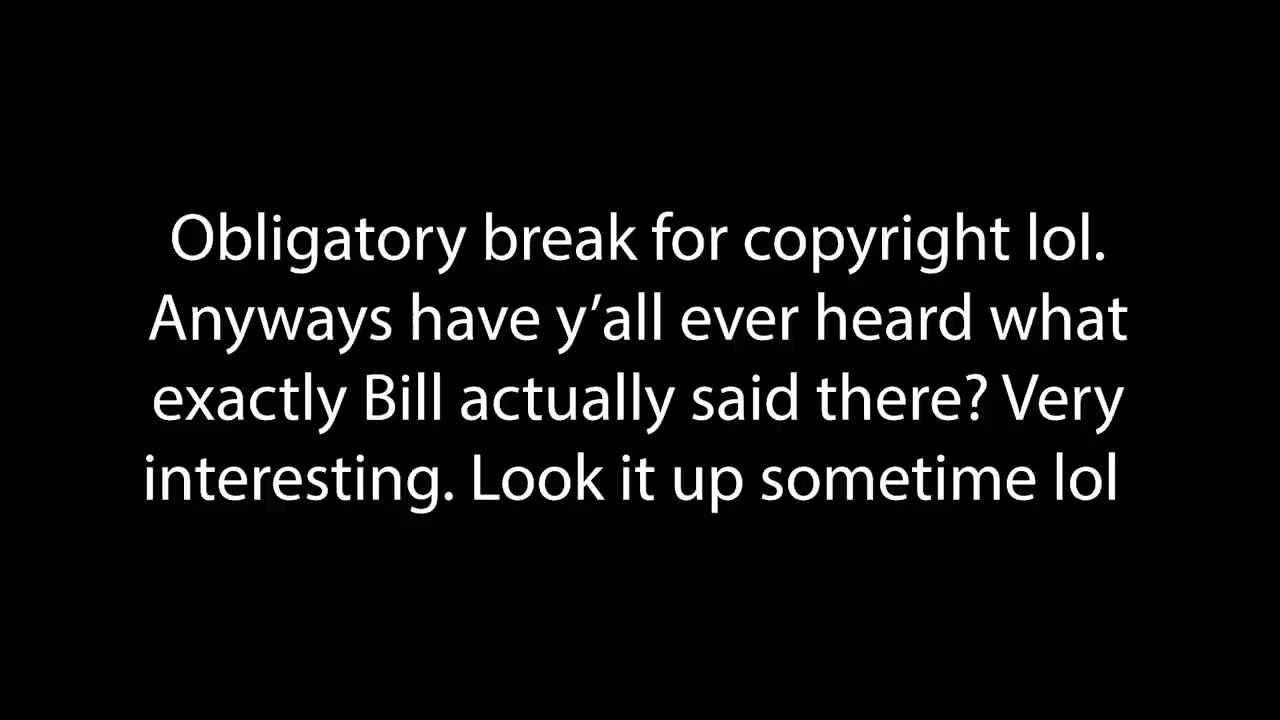 Obligatory break for copyright lol.
Anyways have y’all ever heard what
exactly Bill actually said there? Very
interesting. Look it up sometime lol